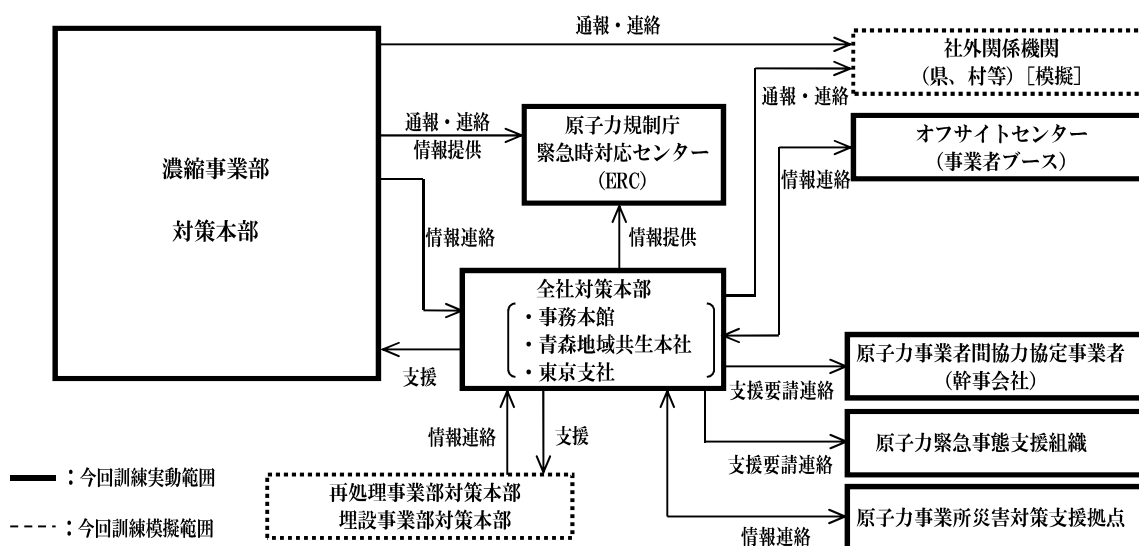 通報・連絡
社外関係機関
（県、村等）［模擬］
通報・連絡
通報・連絡
情報提供
原子力規制庁
緊急時対応センター
（ERC）
オフサイトセンター
（事業者ブース）
濃縮事業部
対策本部
情報連絡
情報連絡
情報提供
全社対策本部
・事務本館
・青森地域共生本社
・東京支社
支援
原子力事業者間協力協定事業者
（幹事会社）
支援要請連絡
情報連絡
支援
原子力緊急事態支援組織
支援要請連絡
：今回訓練実動範囲
再処理事業部対策本部
埋設事業部対策本部
原子力事業所災害対策支援拠点
：今回訓練模擬範囲
情報連絡